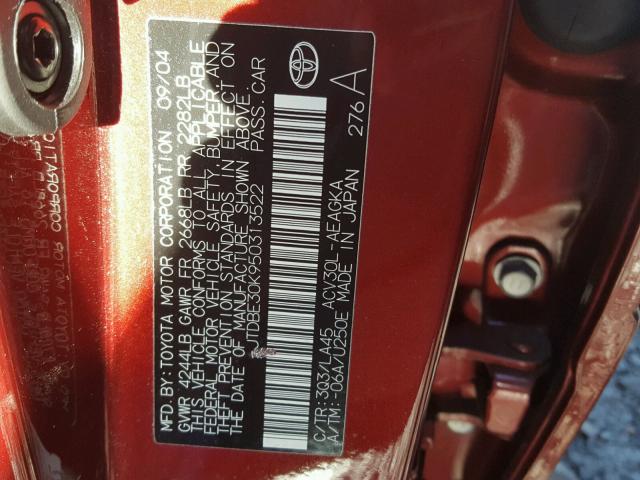 MFD. BY: TOYOTA MOTOR CORPORATION 09/04
GVWR 4244LB GAWR FR 2668LB RR 2282LB
THIS VEHICLE CONFORMS TO ALL APPLICABLE
FEDERAL MOTOR VEHICLE SAFETY, BUMPER, AND
THEFT PREVENTION STANDARDS IN EFFECT ON
THE DATE OF MANUFACTURE SHOWN ABOVE.
JTDBE30K950313522 PASS. CAR
C/TR: 3Q3/LA45 ACV30L -AEAGKA
A/TM: -06A/U250E MADE IN JAPAN 276 A